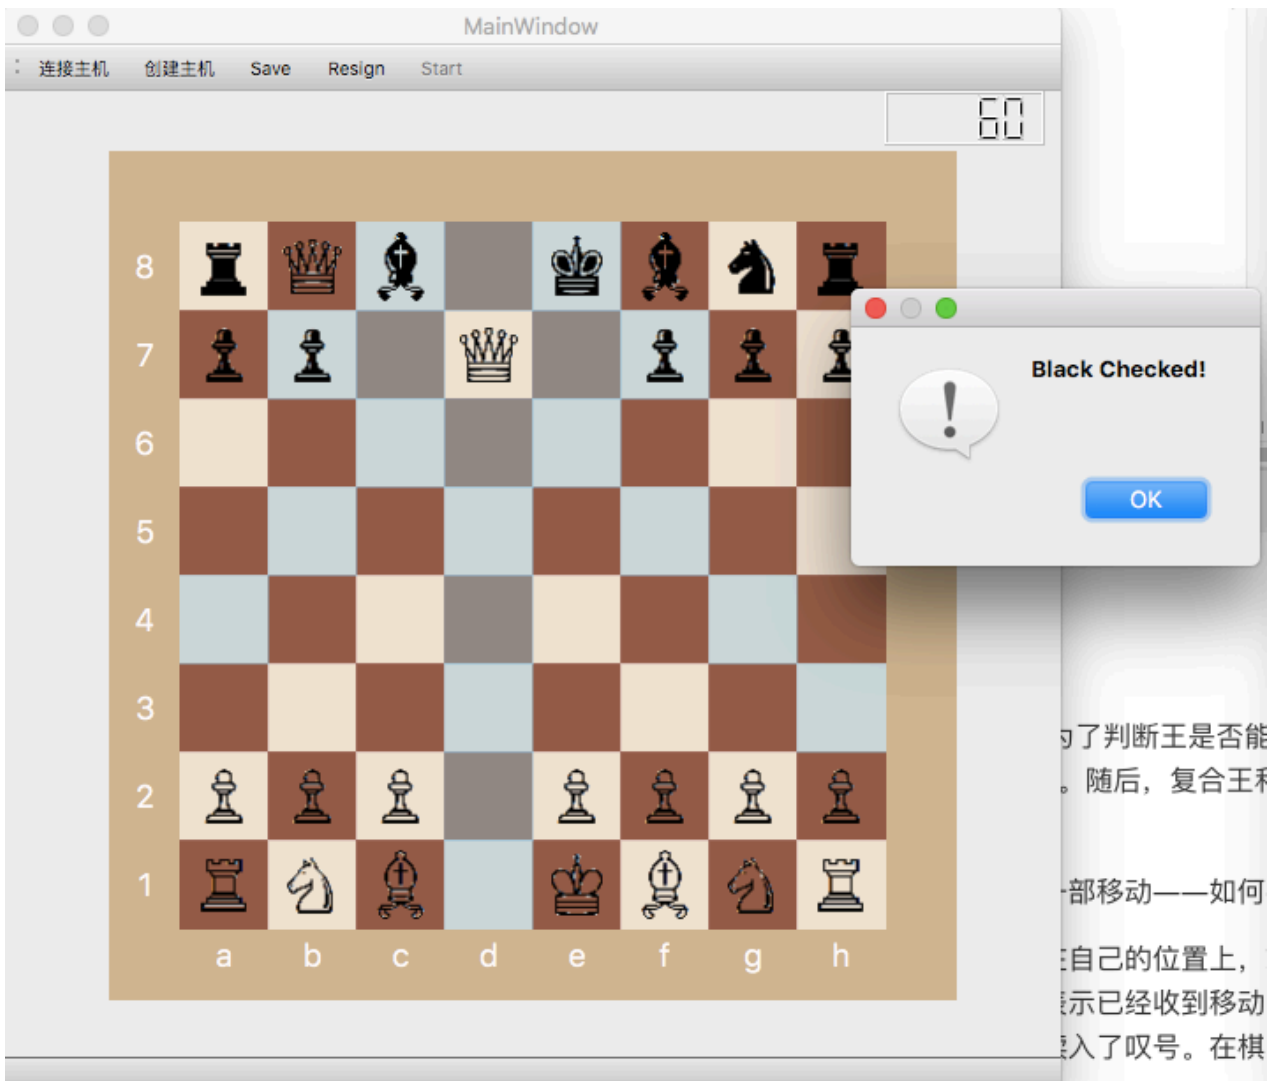 MainWindow
连接主机 创建主机 Save Resign Start
60
8
Black Checked!
7
6
OK
5
4
3
了判断王是否能
。随后，复合王
2
1
部移动——如何
自己的位置上，
示已经收到移动
入了叹号。在棋
a b c d e f g h